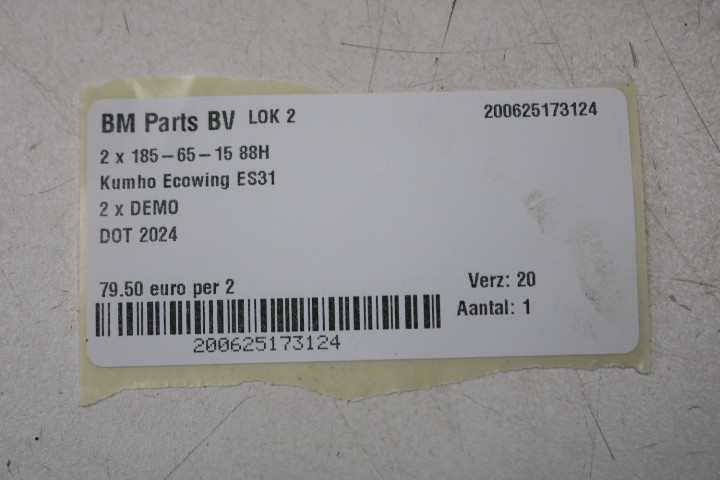 BM Parts BV LOK 2 200625173124
2 x 185-65-15 88H
Kumho Ecowing ES31
2 x DEMO
DOT 2024
79.50 euro per 2 Verz: 20
Aantal: 1
200625173124